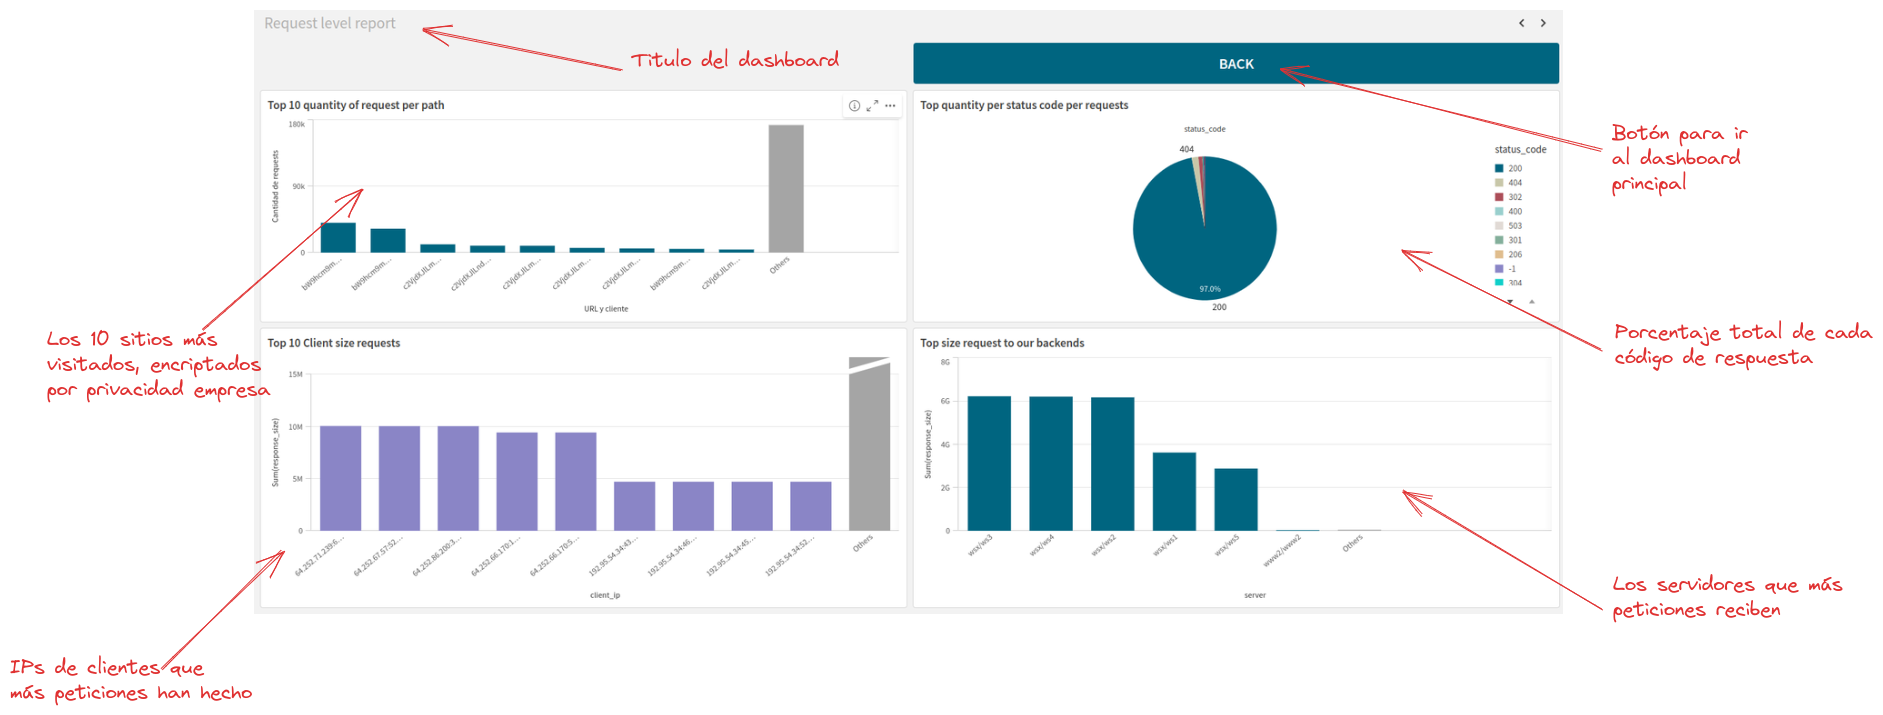 Request level report
Titulo del dashboard
BACK
Botón para ir
al dashboard
principal
Top 10 quantity of request per path
180k
90k
0
Cantidad de requests
bW9hcm9m...
bW9hcm9m...
c2VjdXJlLm...
c2VjdXJlLnd...
c2VjdXJlLm...
c2VjdXJlLm...
c2VjdXJlLm...
bW9hcm9m...
c2VjdXJlLm...
Others
URL y cliente
Los 10 sitios más
visitados, encriptados
por privacidad empresa
Top quantity per status code per requests
status_code
404
97.0%
200
status_code
200
404
302
400
503
301
206
-1
304
Porcentaje total de cada
código de respuesta
Top 10 Client size requests
15M
10M
5M
0
Sum(response_size)
64.252.71.239:6...
64.252.67.57:52...
64.252.86.200:3...
64.252.66.170:1...
64.252.66.170:5...
192.95.54.34:43...
192.95.54.34:46...
192.95.54.34:45...
192.95.54.34:52...
Others
client_ip
IPs de clientes que
más peticiones han hecho
Top size request to our backends
8G
6G
4G
2G
0
Sum(response_size)
wsx/ws3
wsx/ws4
wsx/ws2
wsx/ws1
wsx/ws5
www2/www2
Others
server
Los servidores que más
peticiones reciben